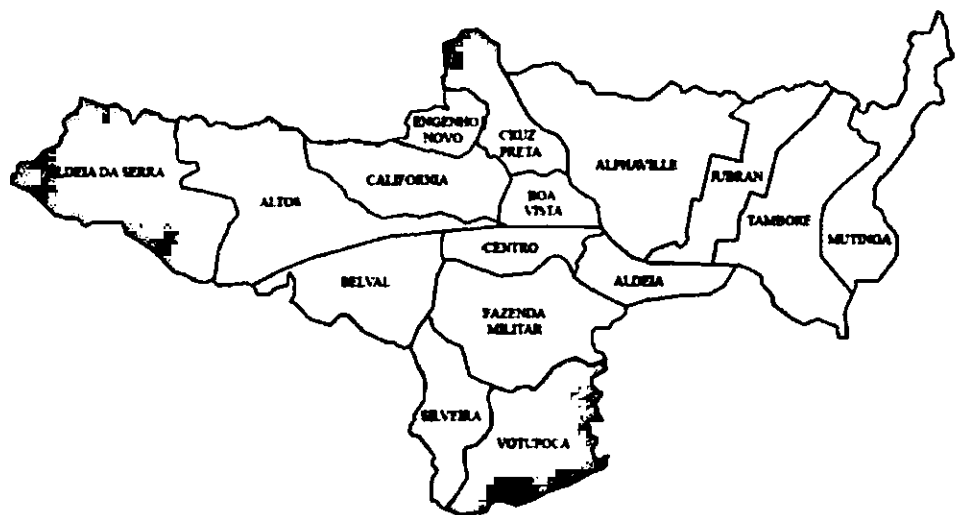 ENGENHO
NOVO
CRUZ
PRETA
ALPHAVILLE
LDEIA DA SERRA
CALIFORNIA
JUBRAN
ALTOS
BOA
VISTA
TAMBORE
MUTINGA
CENTRO
BELVAL
ALDEIA
FAZENDA
MILITAR
SILVEIRA
VOTUPOCA